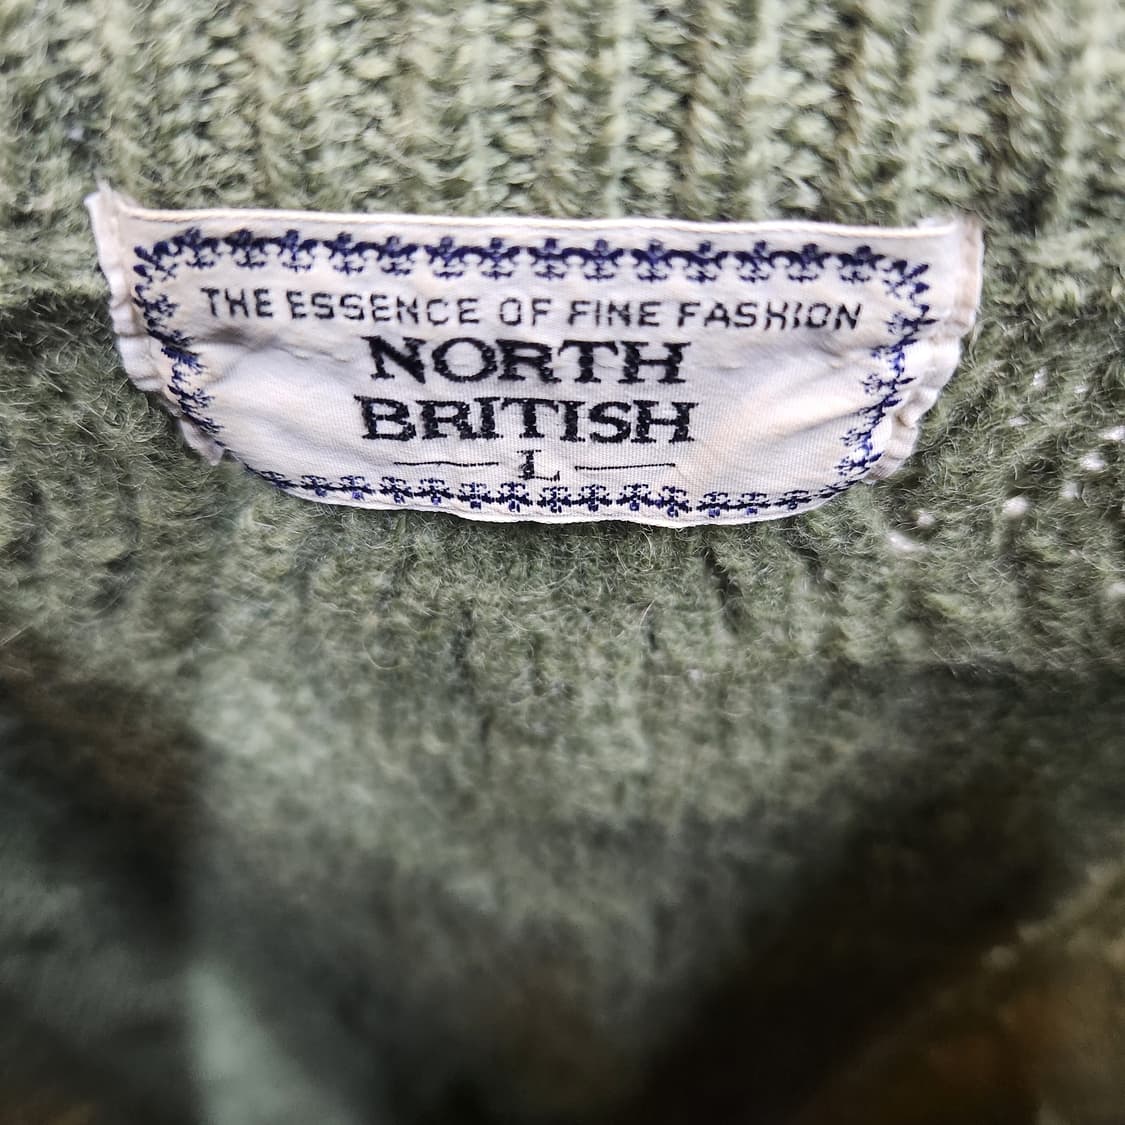 THE ESSENCE OF FINE FASHION
NORTH
BRITISH
L